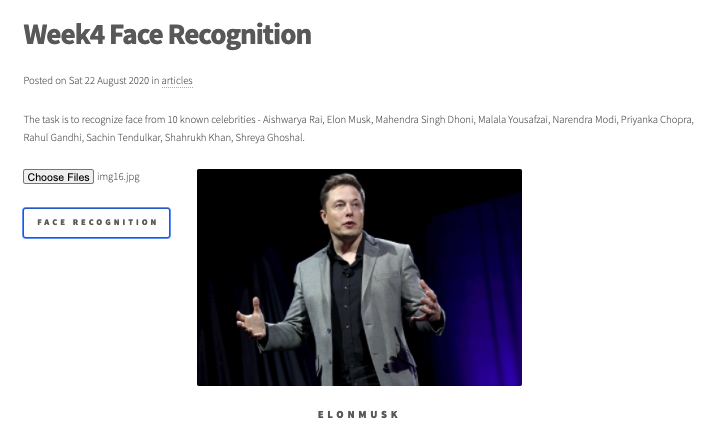 Week4 Face Recognition
Posted on Sat 22 August 2020 in articles
The task is to recognize face from 10 known celebrities - Aishwarya Rai, Elon Musk, Mahendra Singh Dhoni, Malala Yousafzai, Narendra Modi, Priyanka Chopra,
Rahul Gandhi, Sachin Tendulkar, Shahrukh Khan, Shreya Ghoshal.
Choose Files img16.jpg
FACE RECOGNITION
ELONMUSK